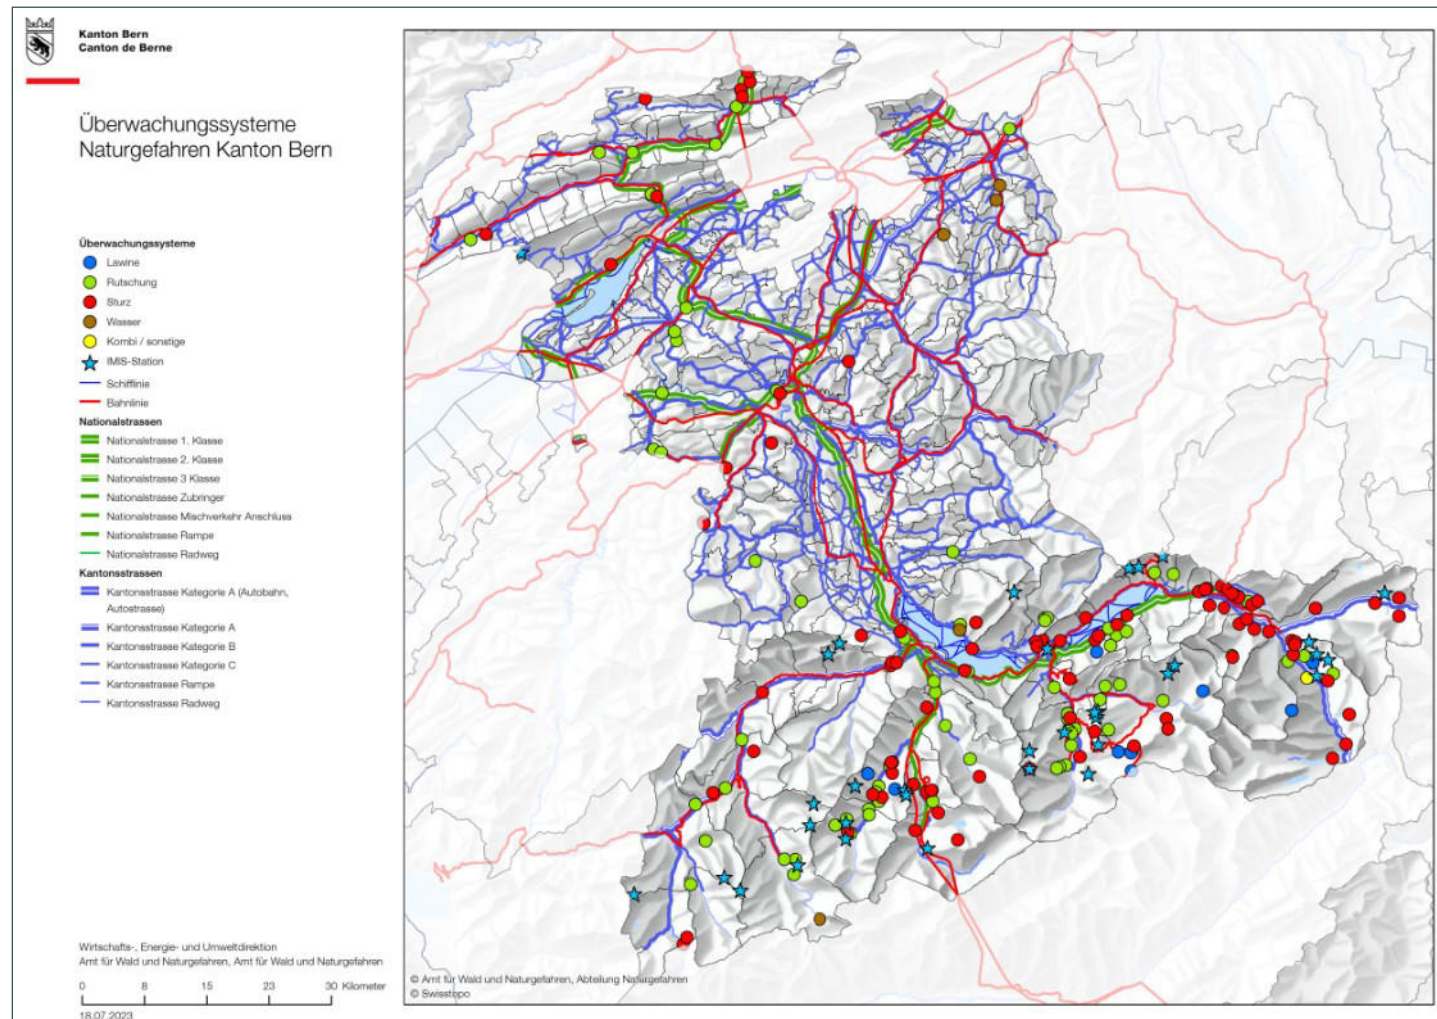 Kanton Bern
Canton de Berne
Überwachungssysteme
Naturgefahren Kanton Bern
Überwachungssysteme
Lawine
Rutschung
Sturz
Wasser
Kombi / sonstige
IMIS-Station
Schifflinie
Bahnlinie
Nationalstrassen
Nationalstrasse 1. Klasse
Nationalstrasse 2. Klasse
Nationalstrasse 3 Klasse
Nationalstrasse Zubringer
Nationalstrasse Mischverkehr Anschluss
Nationalstrasse Rampe
Nationalstrasse Radweg
Kantonsstrassen
Kantonsstrasse Kategorie A (Autobahn,
Autostrasse)
Kantonsstrasse Kategorie A
Kantonsstrasse Kategorie B
Kantonsstrasse Kategorie C
Kantonsstrasse Rampe
Kantonsstrasse Radweg
Wirtschafts-, Energie- und Umweltdirektion
Amt für Wald und Naturgefahren, Amt für Wald und Naturgefahren
0 8 15 23 30 Kilometer
18.07.2023
© Amt für Wald und Naturgefahren, Abteilung Naturgefahren
© Swisstopo